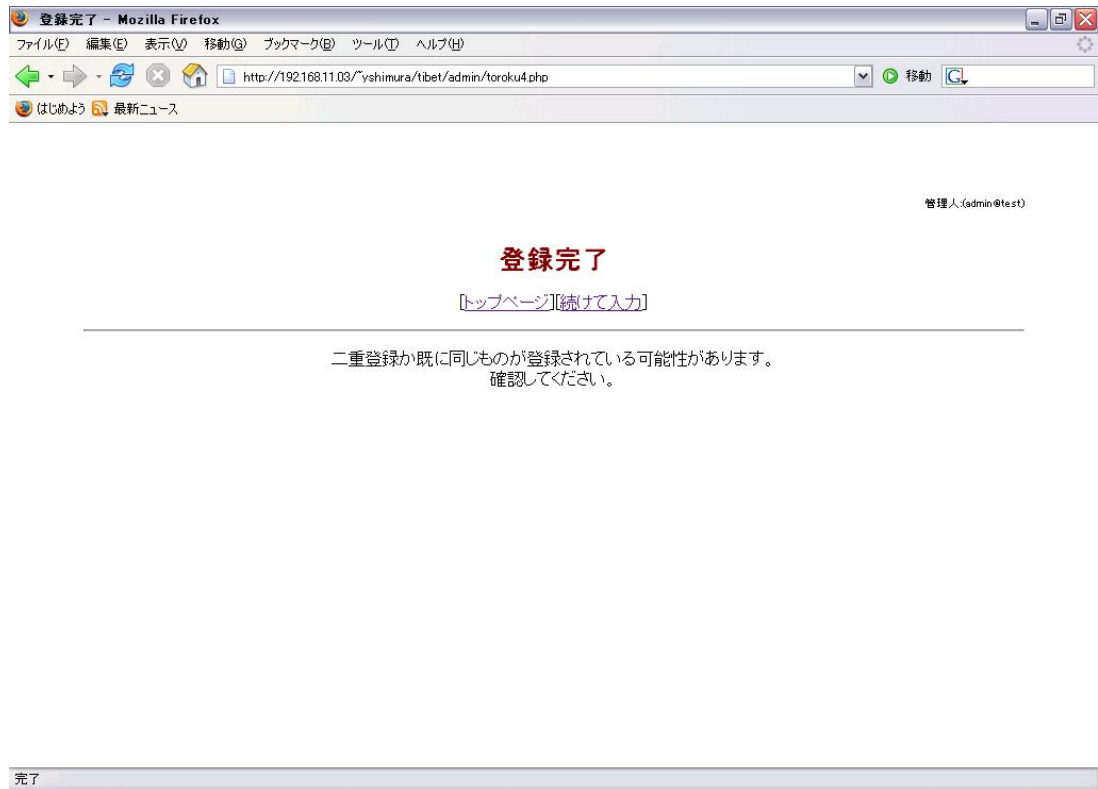 登録完了 - Mozilla Firefox
ファイル(F) 編集(E) 表示(V) 移動(G) ブックマーク(B) ツール(T) ヘルプ(H)
http://192.168.11.03/~yshimura/tibet/admin/toroku4.php 移動
はじめよう 最新ニュース
管理人:(admin@test)
登録完了
[トップページ][続けて入力]
二重登録か既に同じものが登録されている可能性があります。
確認してください。
完了